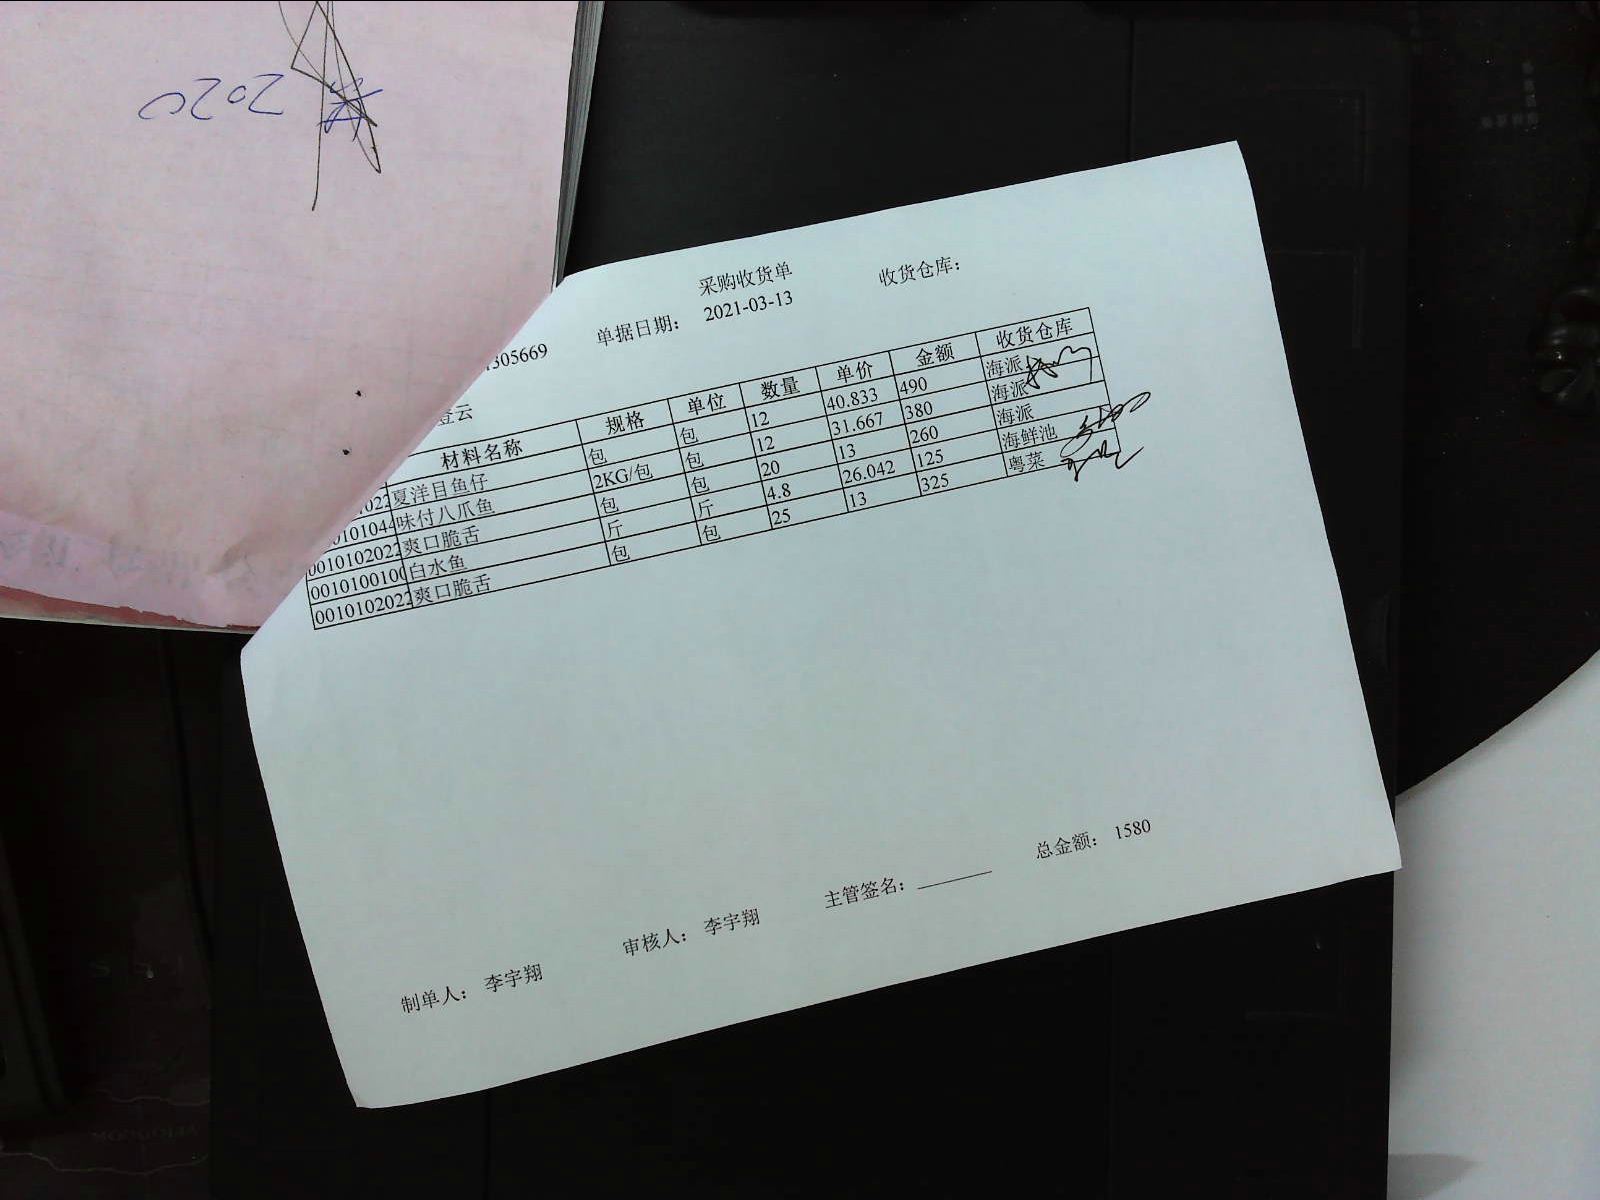 2020
采购收货单
收货仓库：
单据日期： 2021-03-13
305669
登云
材料名称 规格 单位 数量 单价 金额 收货仓库
022 夏洋目鱼仔 包 包 12 40.833 490 海派
0101044 味付八爪鱼 2KG/包 包 12 31.667 380 海派
0010102022 爽口脆舌 包 包 20 13 260 海派
0010100100 白水鱼 斤 斤 4.8 26.042 125 海鲜池
0010102022 爽口脆舌 包 包 25 13 325 粤菜
制单人： 李宇翔 审核人： 李宇翔 主管签名： 总金额： 1580